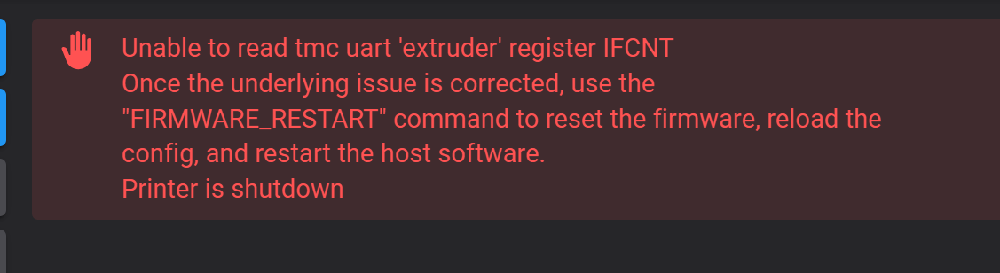 Unable to read tmc uart 'extruder' register IFCNT
Once the underlying issue is corrected, use the
"FIRMWARE_RESTART" command to reset the firmware, reload the
config, and restart the host software.
Printer is shutdown